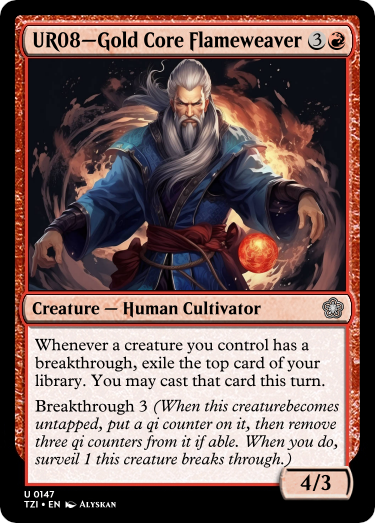 UR08—Gold Core Flameweaver 3
Creature — Human Cultivator
Whenever a creature you control has a
breakthrough, exile the top card of your
library. You may cast that card this turn.
Breakthrough 3 (When this creaturebecomes
untapped, put a qi counter on it, then remove
three qi counters from it if able. When you do,
surveil 1 this creature breaks through.)
4/3
U 0147
TZI • EN Alyskan